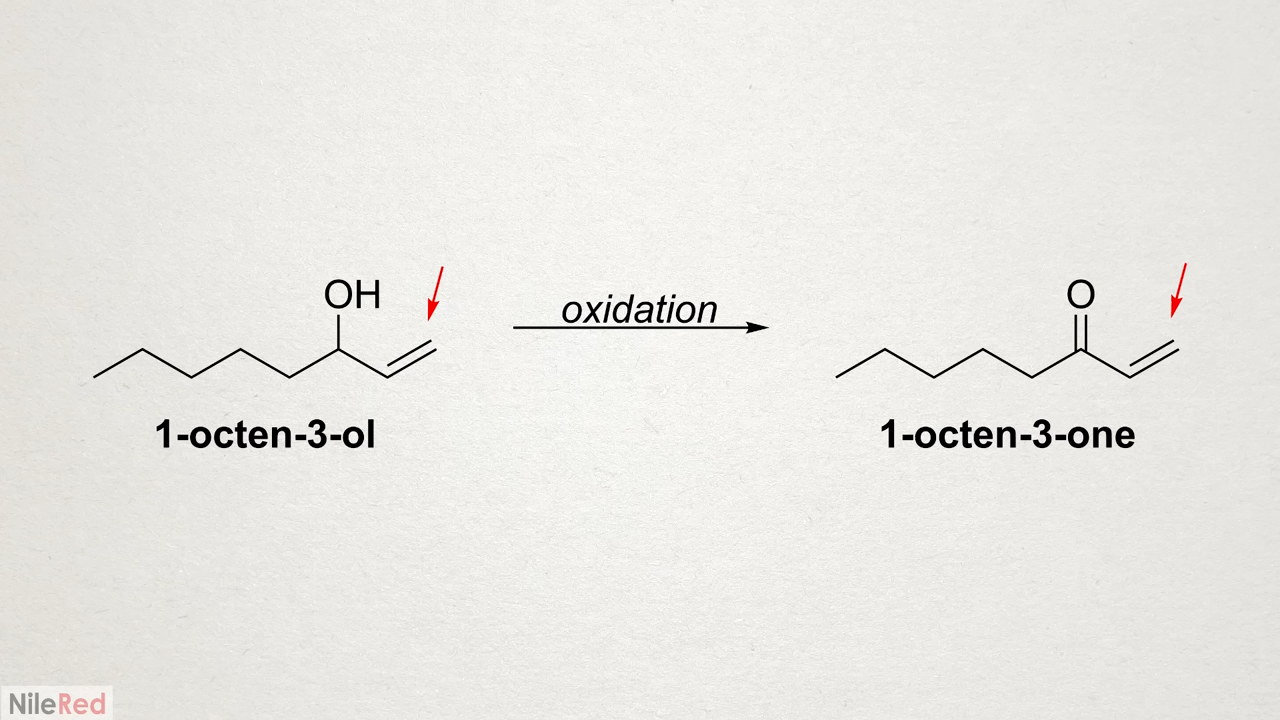 OH
oxidation
O
1-octen-3-ol
1-octen-3-one
NileRed